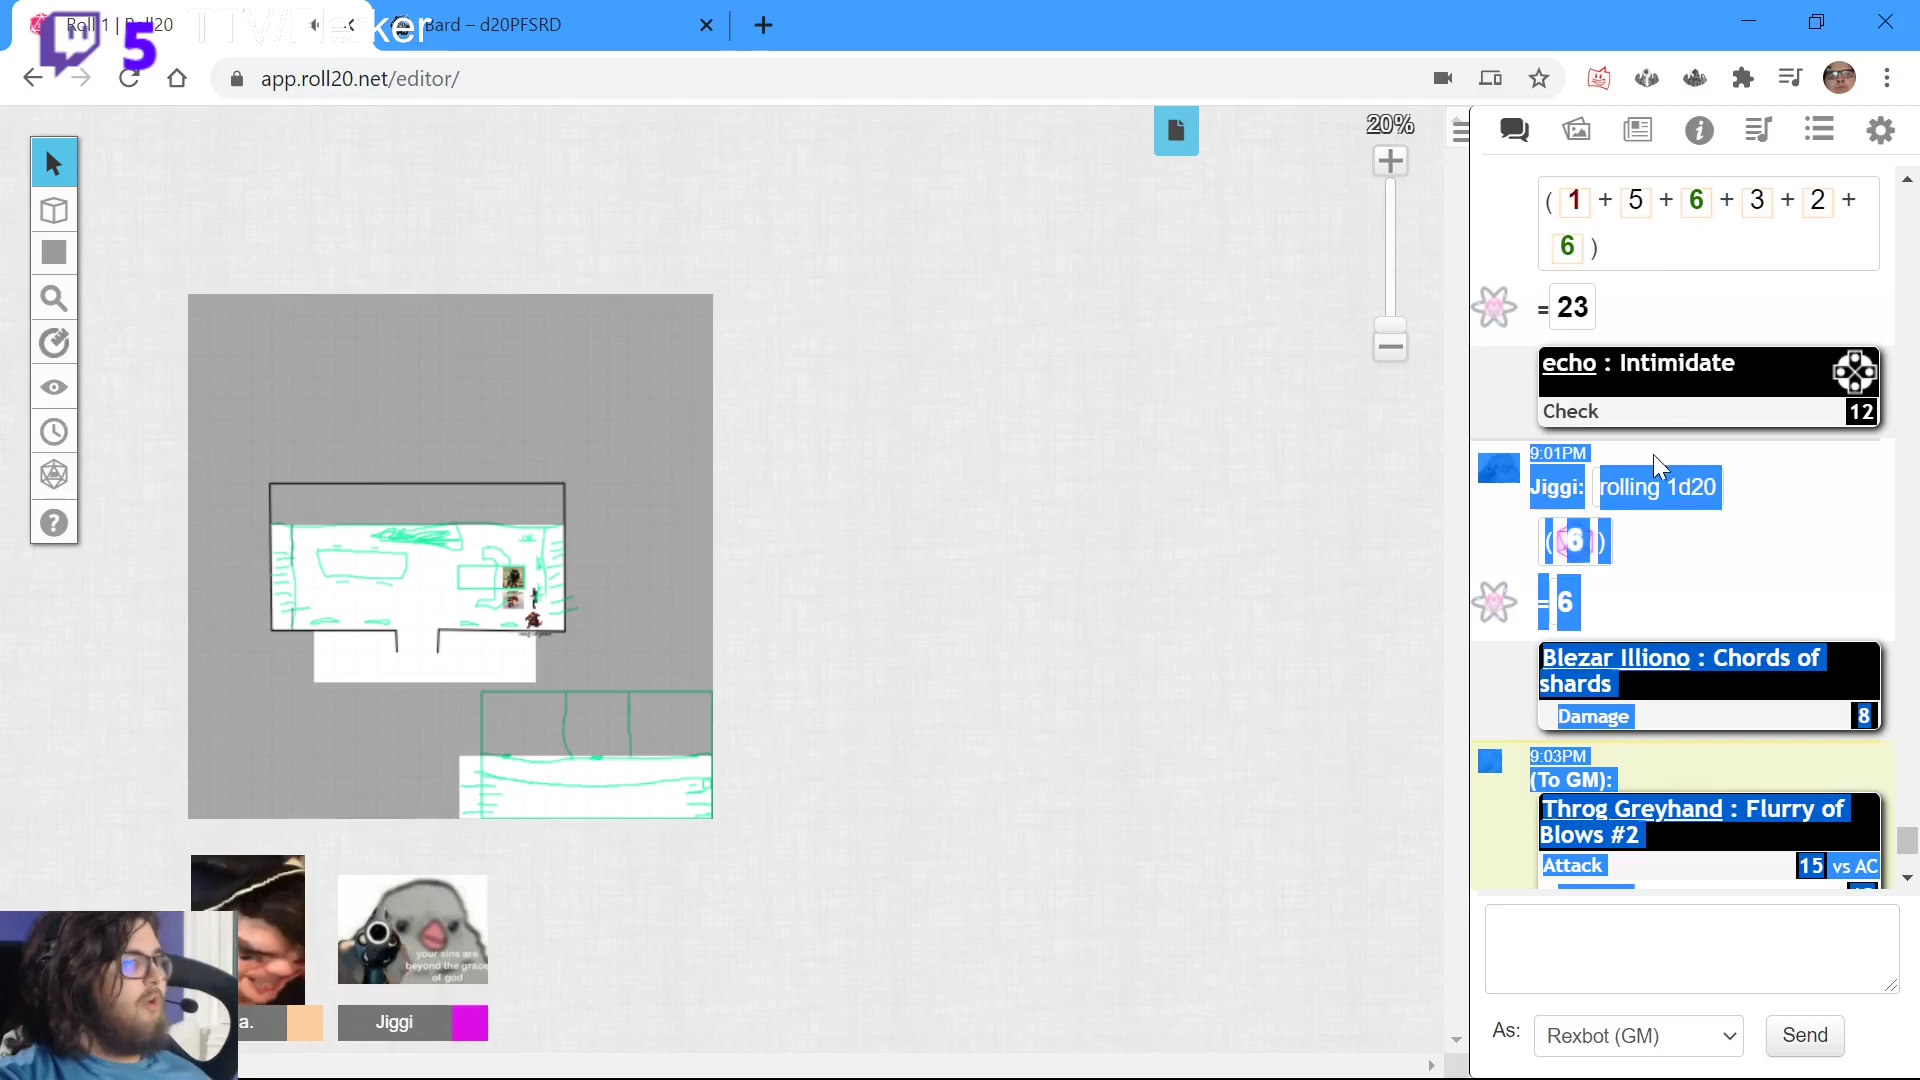 Roll 1 | Roll20
Bard – d20PFSRD
5
app.roll20.net/editor/
20%
( 1 + 5 + 6 + 3 + 2 +
6 )
= 23
echo : Intimidate
Check 12
9:01PM
Jiggi: rolling 1d20
( 6 )
= 6
Blezar Illiono : Chords of
shards
Damage 8
9:03PM
(To GM):
Throg Greyhand : Flurry of
Blows #2
Attack 15 vs AC
your sins are
beyond the grace
of god
a.
Jiggi
As: Rexbot (GM) Send